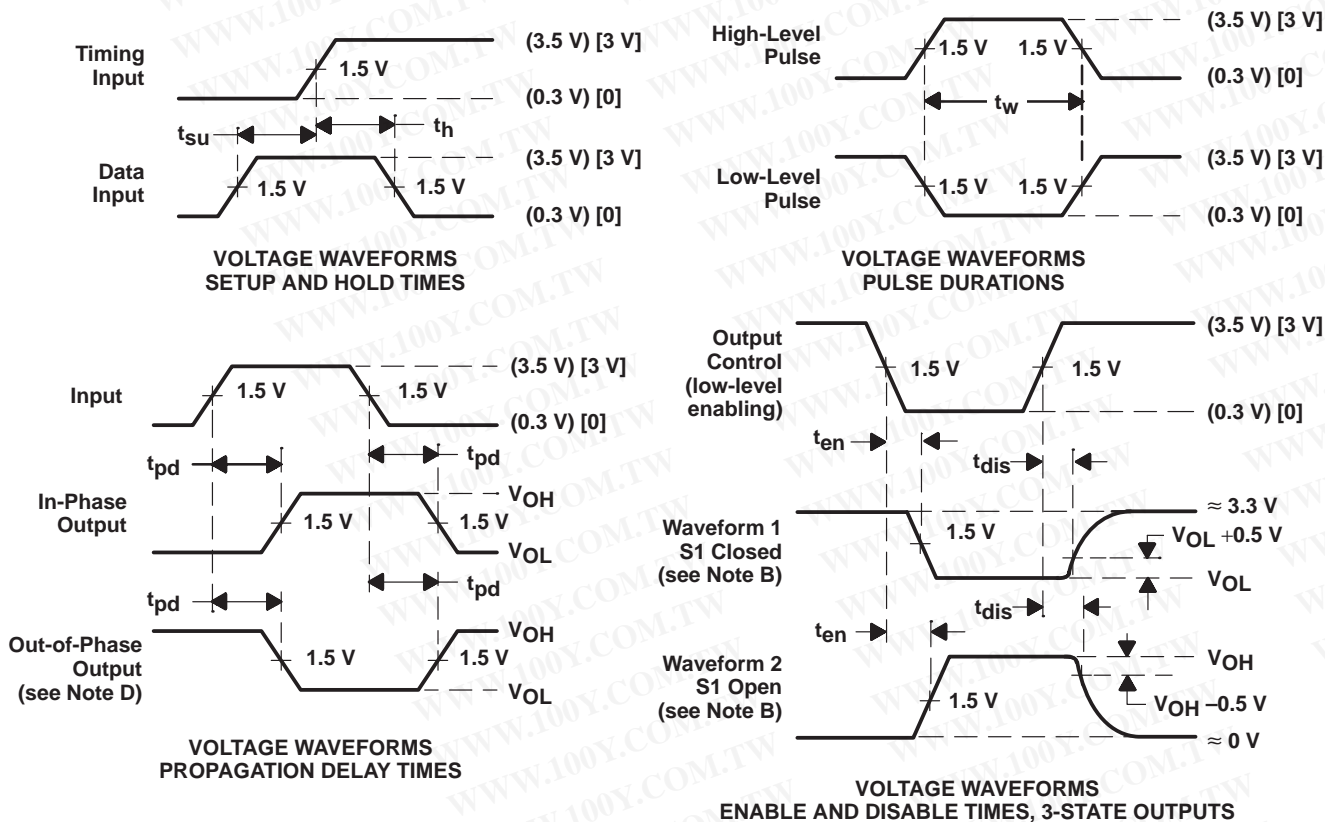 Timing
Input
1.5 V
(3.5 V) [3 V]
(0.3 V) [0]
tsu
th
Data
Input
1.5 V
1.5 V
(3.5 V) [3 V]
(0.3 V) [0]
VOLTAGE WAVEFORMS
SETUP AND HOLD TIMES
High-Level
Pulse
1.5 V
1.5 V
(3.5 V) [3 V]
(0.3 V) [0]
tw
Low-Level
Pulse
1.5 V
1.5 V
(3.5 V) [3 V]
(0.3 V) [0]
VOLTAGE WAVEFORMS
PULSE DURATIONS
Input
1.5 V
1.5 V
(3.5 V) [3 V]
(0.3 V) [0]
tpd
tpd
In-Phase
Output
1.5 V
1.5 V
VOH
VOL
tpd
tpd
Out-of-Phase
Output
(see Note D)
1.5 V
1.5 V
VOH
VOL
VOLTAGE WAVEFORMS
PROPAGATION DELAY TIMES
Output
Control
(low-level
enabling)
1.5 V
1.5 V
(3.5 V) [3 V]
(0.3 V) [0]
ten
tdis
Waveform 1
S1 Closed
(see Note B)
1.5 V
≈ 3.3 V
VOL +0.5 V
VOL
ten
tdis
Waveform 2
S1 Open
(see Note B)
1.5 V
VOH
VOH –0.5 V
≈ 0 V
VOLTAGE WAVEFORMS
ENABLE AND DISABLE TIMES, 3-STATE OUTPUTS
WWW.100Y.COM.TW